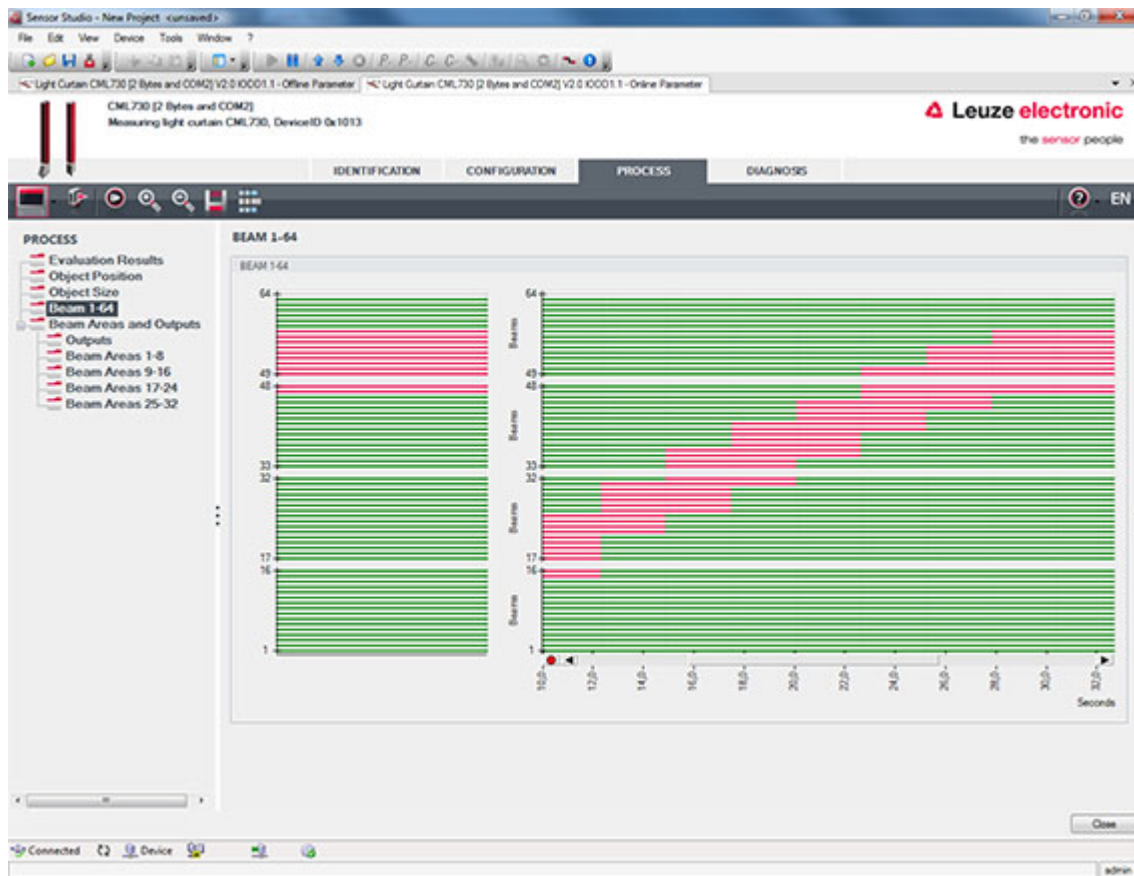 Sensor Studio - New Project <unsaved>
File Edit View Device Tools Window ?
Light Curtain CML730 [2 Bytes and COM2] V2.0 IODD1.1 - Offline Parameter
Light Curtain CML730 [2 Bytes and COM2] V2.0 IODD1.1 - Online Parameter
CML730 [2 Bytes and COM2]
Measuring light curtain CML730, DeviceID 0x1013
Leuze electronic
the sensor people
IDENTIFICATION CONFIGURATION PROCESS DIAGNOSIS
EN
PROCESS
Evaluation Results
Object Position
Object Size
Beam 1-64
Beam Areas and Outputs
Outputs
Beam Areas 1-8
Beam Areas 9-16
Beam Areas 17-24
Beam Areas 25-32
BEAM 1-64
BEAM 1-64
64
49
48
33
32
17
16
1
64
49
48
33
32
17
16
1
Beams
Beams
Beams
Beams
10,0 12,0 14,0 16,0 18,0 20,0 22,0 24,0 26,0 28,0 30,0 32,0
Seconds
Close
Connected Device
admin